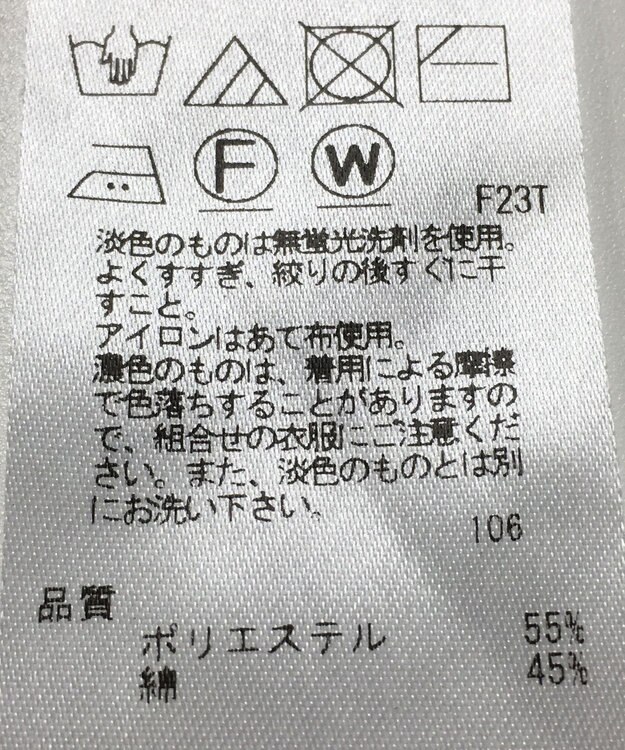 F
W
F23T
淡色のものは無蛍光洗剤を使用。
よくすすぎ、絞りの後すぐに干
すこと。
アイロンはあて布使用。
濃色のものは、着用による摩擦
で色落ちすることがありますの
で、組合せの衣服にご注意くだ
さい。また、淡色のものとは別
にお洗い下さい。
106
品質
ポリエステル 55%
綿 45%